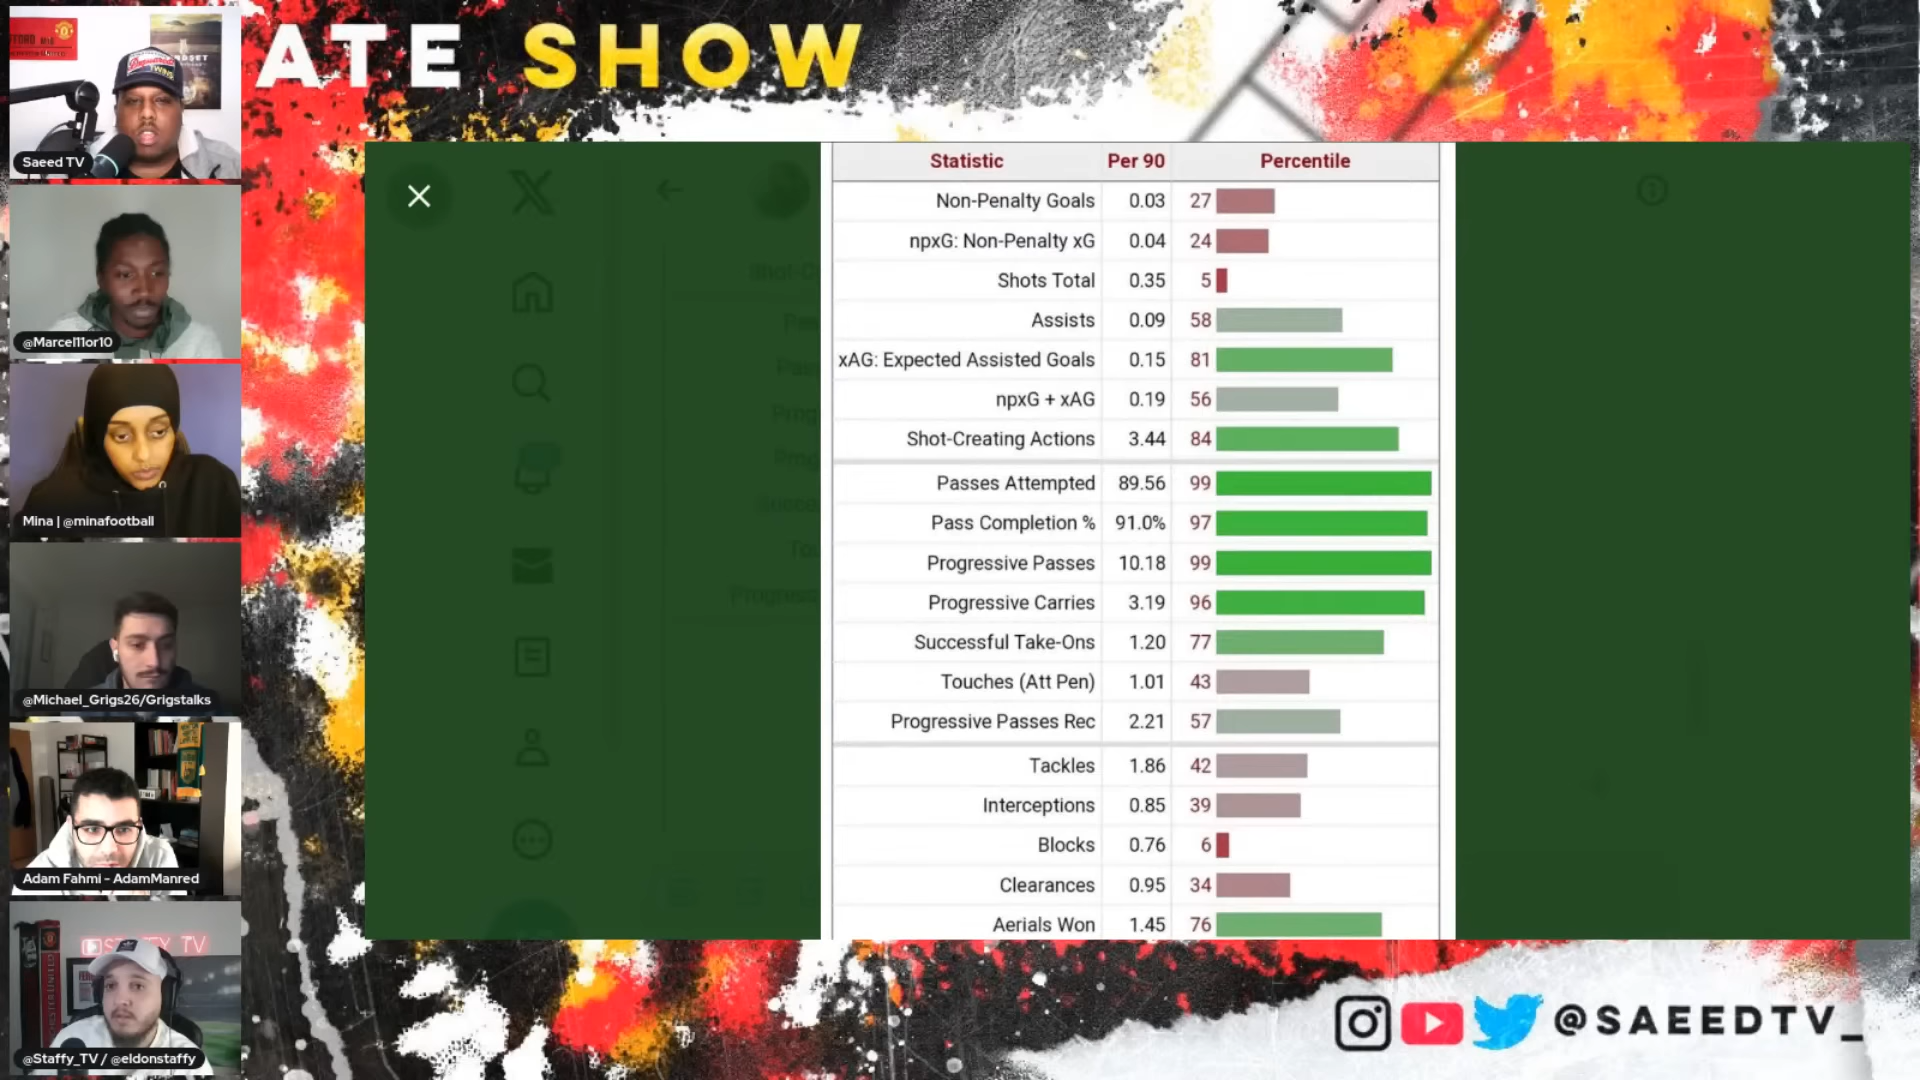 ATE SHOW
Saeed TV
@Marcel11or10
Mina | @minafootball
@Michael_Grigs26/Grigstalks
Adam Fahmi - AdamManred
STAFFY TV
@Staffy_TV / @eldonstaffy
Statistic Per 90 Percentile
Non-Penalty Goals 0.03 27
npxG: Non-Penalty xG 0.04 24
Shots Total 0.35 5
Assists 0.09 58
xAG: Expected Assisted Goals 0.15 81
npxG + xAG 0.19 56
Shot-Creating Actions 3.44 84
Passes Attempted 89.56 99
Pass Completion % 91.0% 97
Progressive Passes 10.18 99
Progressive Carries 3.19 96
Successful Take-Ons 1.20 77
Touches (Att Pen) 1.01 43
Progressive Passes Rec 2.21 57
Tackles 1.86 42
Interceptions 0.85 39
Blocks 0.76 6
Clearances 0.95 34
Aerials Won 1.45 76
@SAEEDTV_